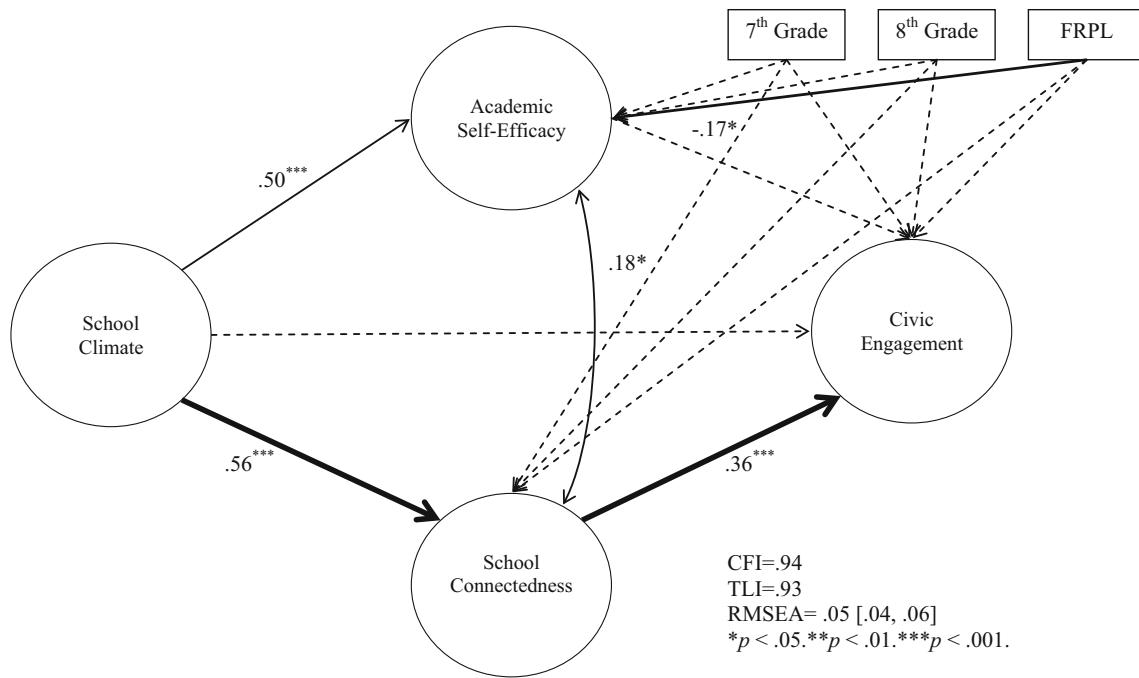 7th Grade
8th Grade
FRPL
Academic
Self-Efficacy
-.17*
.50***
.18*
School
Climate
Civic
Engagement
.56***
.36***
School
Connectedness
CFI=.94
TLI=.93
RMSEA= .05 [.04, .06]
*p < .05.**p < .01.***p < .001.